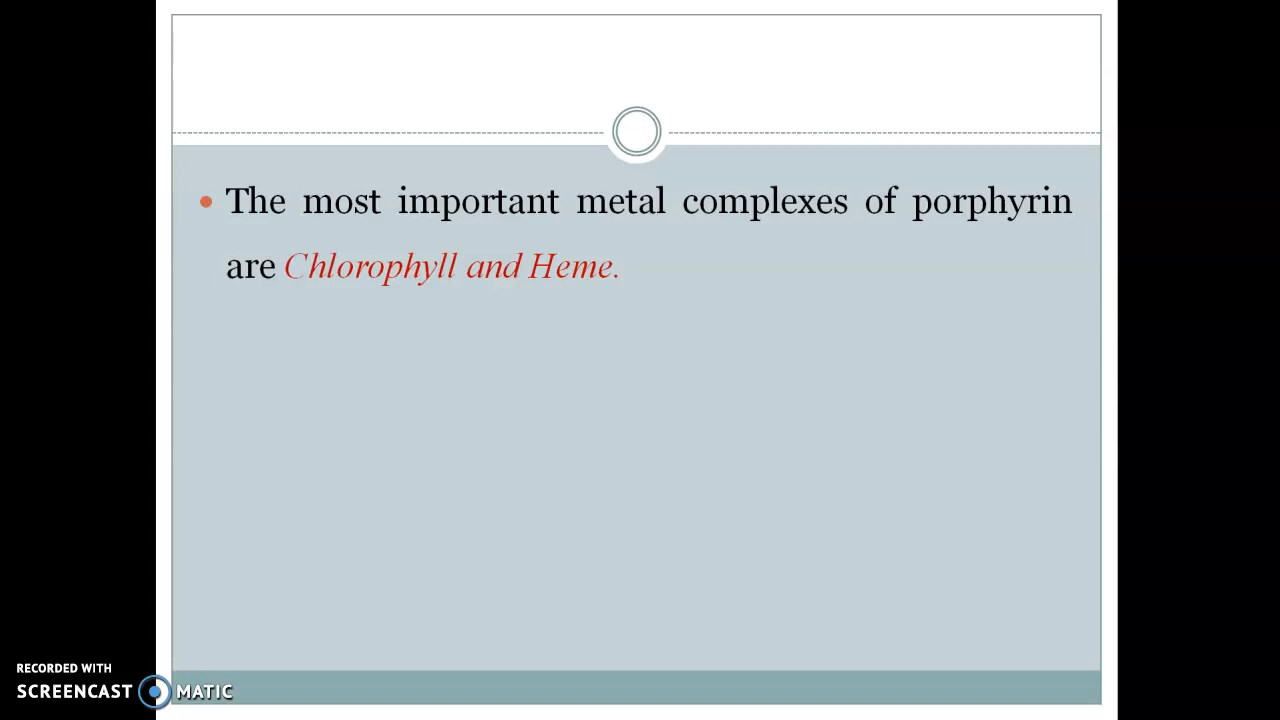 The most important metal complexes of porphyrin
are Chlorophyll and Heme.
RECORDED WITH
SCREENCAST MATIC